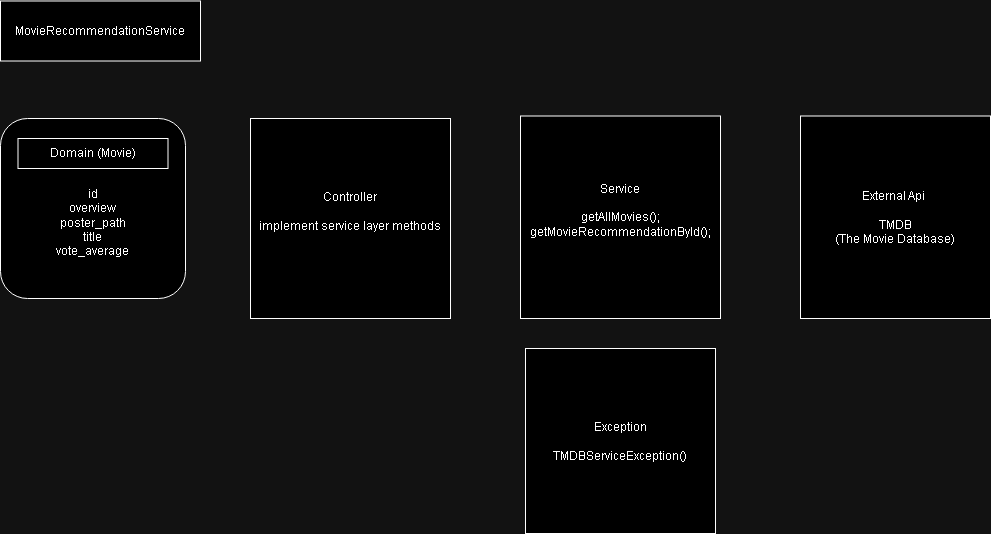 MovieRecommendationService
Domain (Movie)
id
overview
poster_path
title
vote_average
Controller
implement service layer methods
Service
getAllMovies();
getMovieRecommendationById();
External Api
TMDB
(The Movie Database)
Exception
TMDBServiceException()